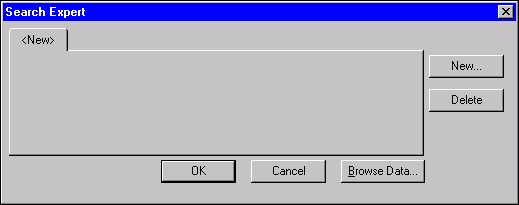 Search Expert
<New>
New...
Delete
OK
Cancel
Browse Data...